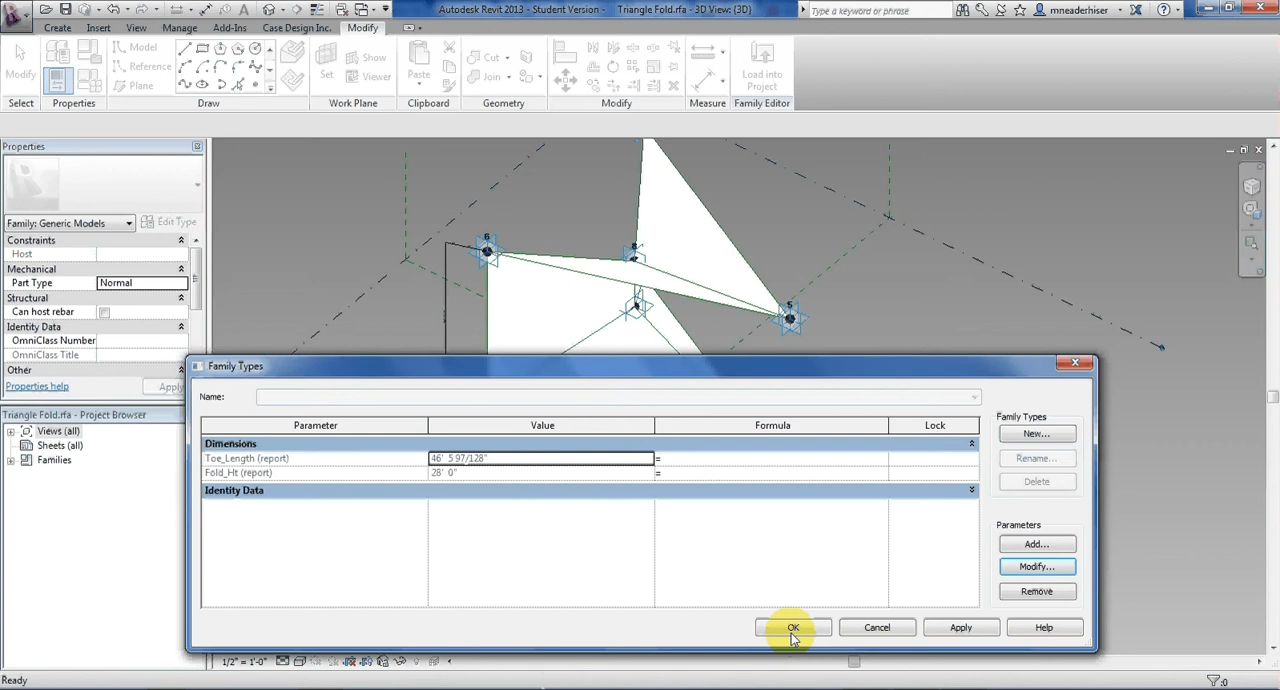 Autodesk Revit 2013 - Student Version - Triangle Fold.rfa - 3D View: {3D}
Type a keyword or phrase
mneaderhiser
Create Insert View Manage Add-Ins Case Design Inc. Modify
Model
Reference
Plane
Modify
Set
Show
Viewer
Paste
Cut
Join
Load into
Project
Select Properties Draw Work Plane Clipboard Geometry Modify Measure Family Editor
Properties
Family: Generic Models
Edit Type
Constraints
Host
Mechanical
Part Type Normal
Structural
Can host rebar
Identity Data
OmniClass Number
OmniClass Title
Other
Properties help
Apply
Triangle Fold.rfa - Project Browser
Views (all)
Sheets (all)
Families
6
8
5
Family Types
Name:
Parameter Value Formula Lock
Dimensions
Toe_Length (report) 46' 5 97/128" =
Fold_Ht (report) 28' 0" =
Identity Data
Family Types
New...
Rename...
Delete
Parameters
Add...
Modify...
Remove
OK Cancel Apply Help
1/2" = 1'-0"
Ready
:0